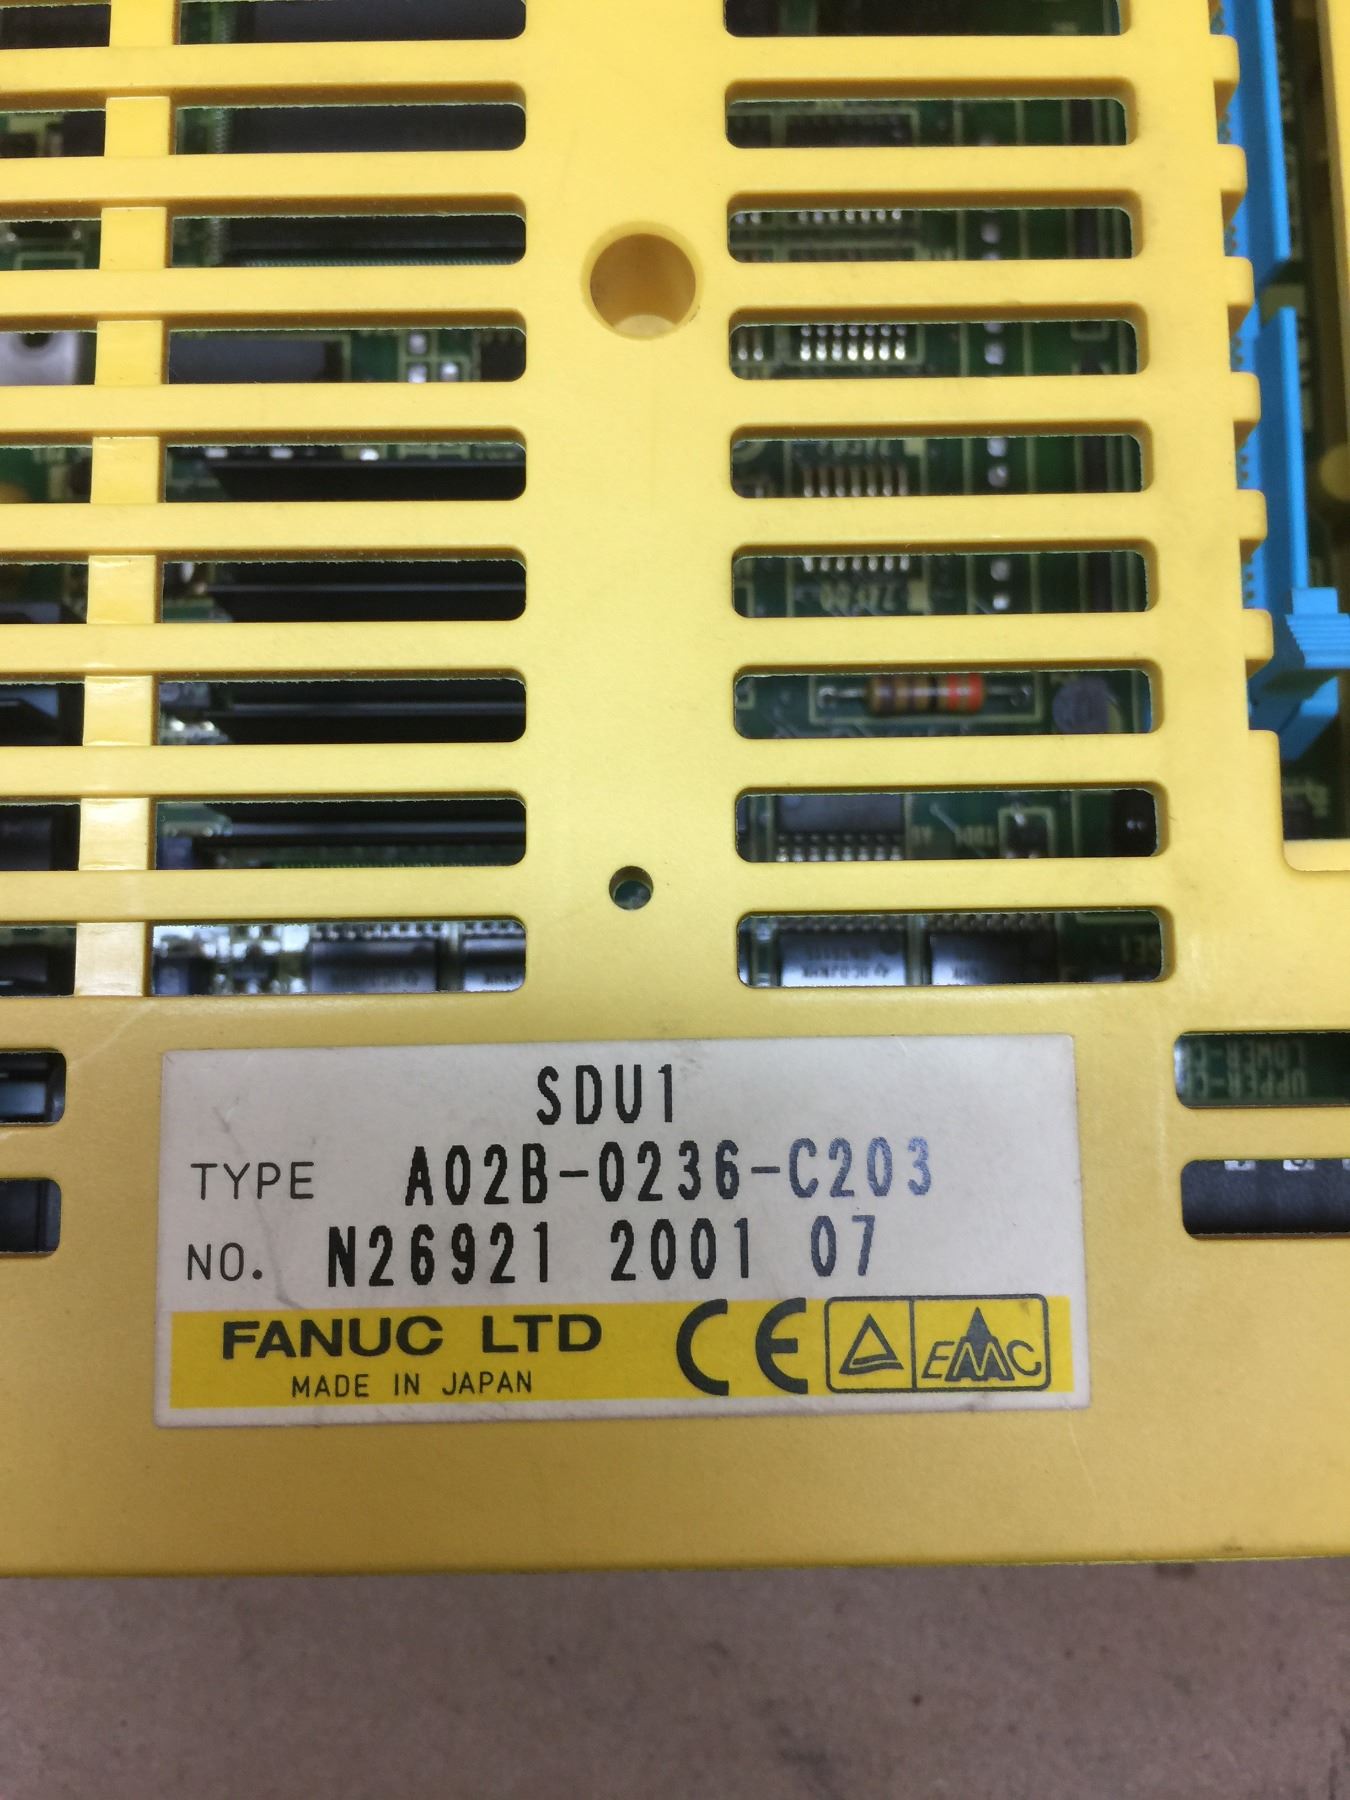 SDU1
TYPE A02B-0236-C203
NO. N26921 2001 07
FANUC LTD
MADE IN JAPAN
CE
EMC